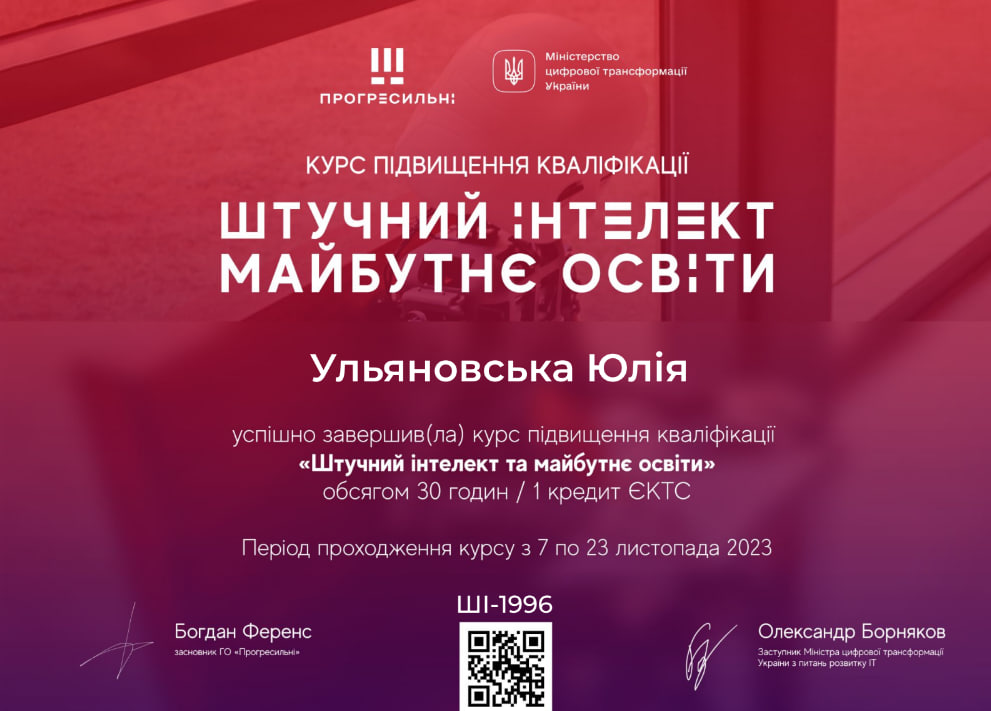 ПРОГРЕСИЛЬНІ
Міністерство
цифрової трансформації
України
КУРС ПІДВИЩЕННЯ КВАЛІФІКАЦІЇ
ШТУЧНИЙ ІНТЕЛЕКТ
МАЙБУТНЄ ОСВІТИ
Ульяновська Юлія
успішно завершив(ла) курс підвищення кваліфікації
«Штучний інтелект та майбутнє освіти»
обсягом 30 годин / 1 кредит ЄКТС
Період проходження курсу з 7 по 23 листопада 2023
ШІ-1996
Богдан Ференс
засновник ГО «Прогресильні»
Олександр Борняков
Заступник Міністра цифрової трансформації
України з питань розвитку ІТ